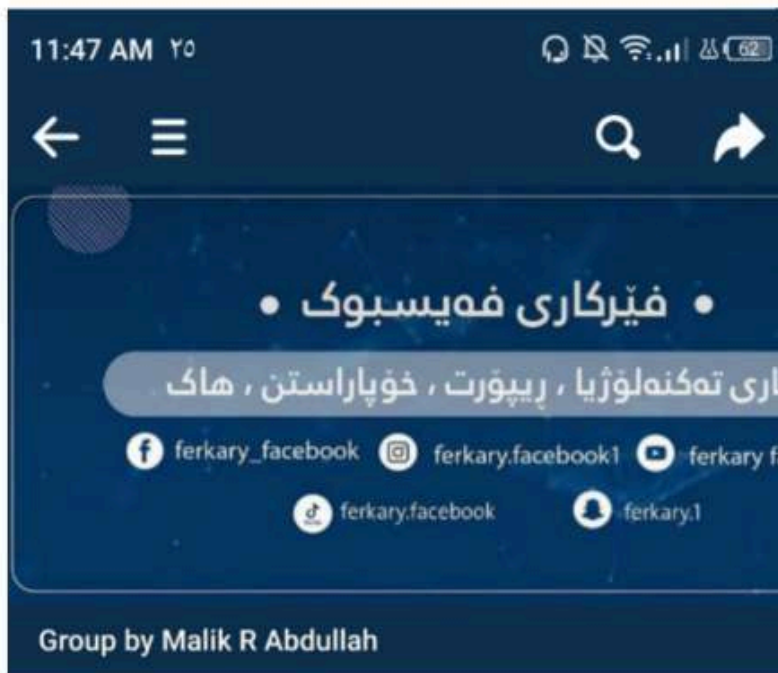 11:47 AM ٢٥ 62
• فێرکاری فەیسبوک •
تەکنەلۆژیا ، ڕیپۆرت ، خۆپاراستن ، هاک
ferkary_facebook ferkary.facebook1 ferkary
ferkary.facebook ferkary.1
Group by Malik R Abdullah